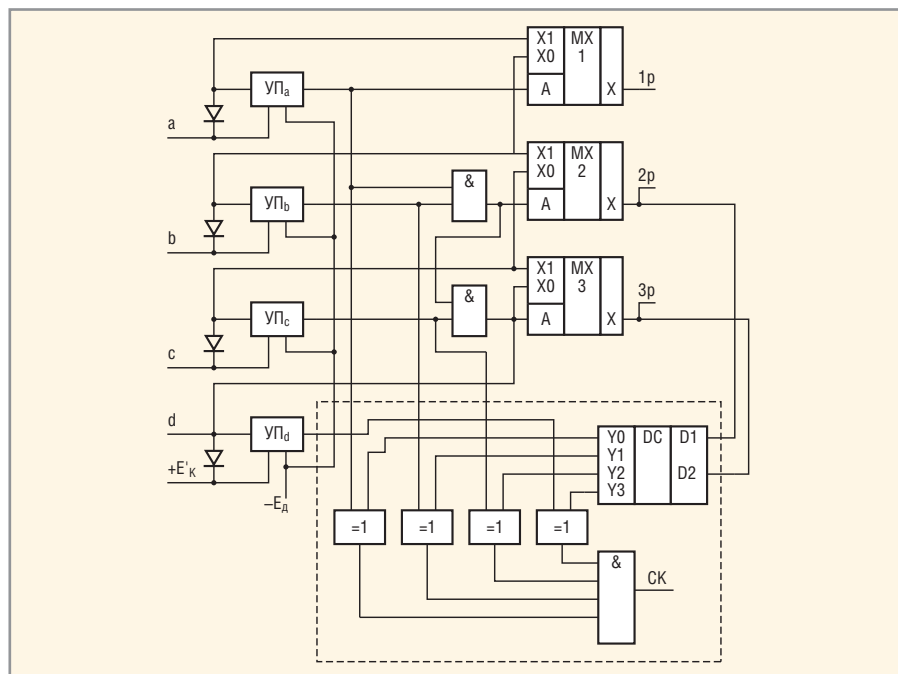 X1 MX
X0 1
A X
1p
УПa
a
X1 MX
X0 2
A X
2p
&
УПb
b
X1 MX
X0 3
A X
3p
&
УПc
c
d
УПd
+E'К
–EД
Y0 DC D1
Y1
Y2 D2
Y3
=1 =1 =1 =1
&
CK